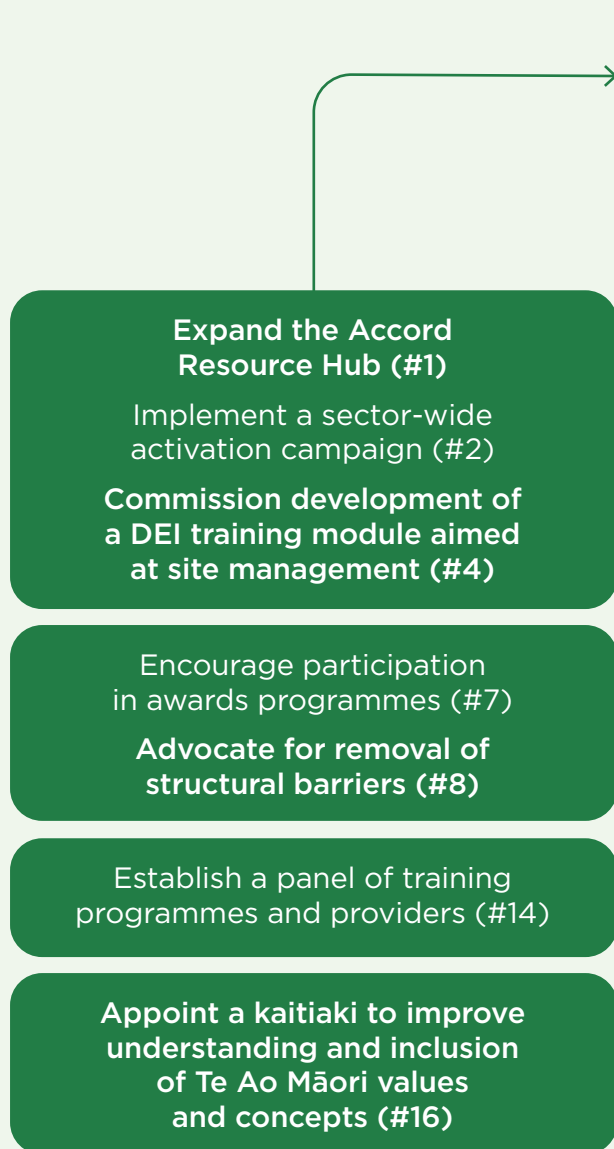 Expand the Accord
Resource Hub (#1)
Implement a sector-wide
activation campaign (#2)
Commission development of
a DEI training module aimed
at site management (#4)
Encourage participation
in awards programmes (#7)
Advocate for removal of
structural barriers (#8)
Establish a panel of training
programmes and providers (#14)
Appoint a kaitiaki to improve
understanding and inclusion
of Te Ao Māori values
and concepts (#16)